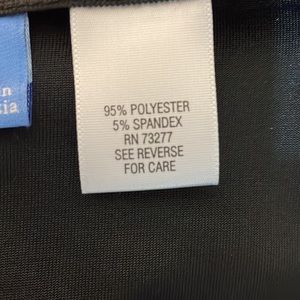 95% POLYESTER
5% SPANDEX
RN 73277
SEE REVERSE
FOR CARE